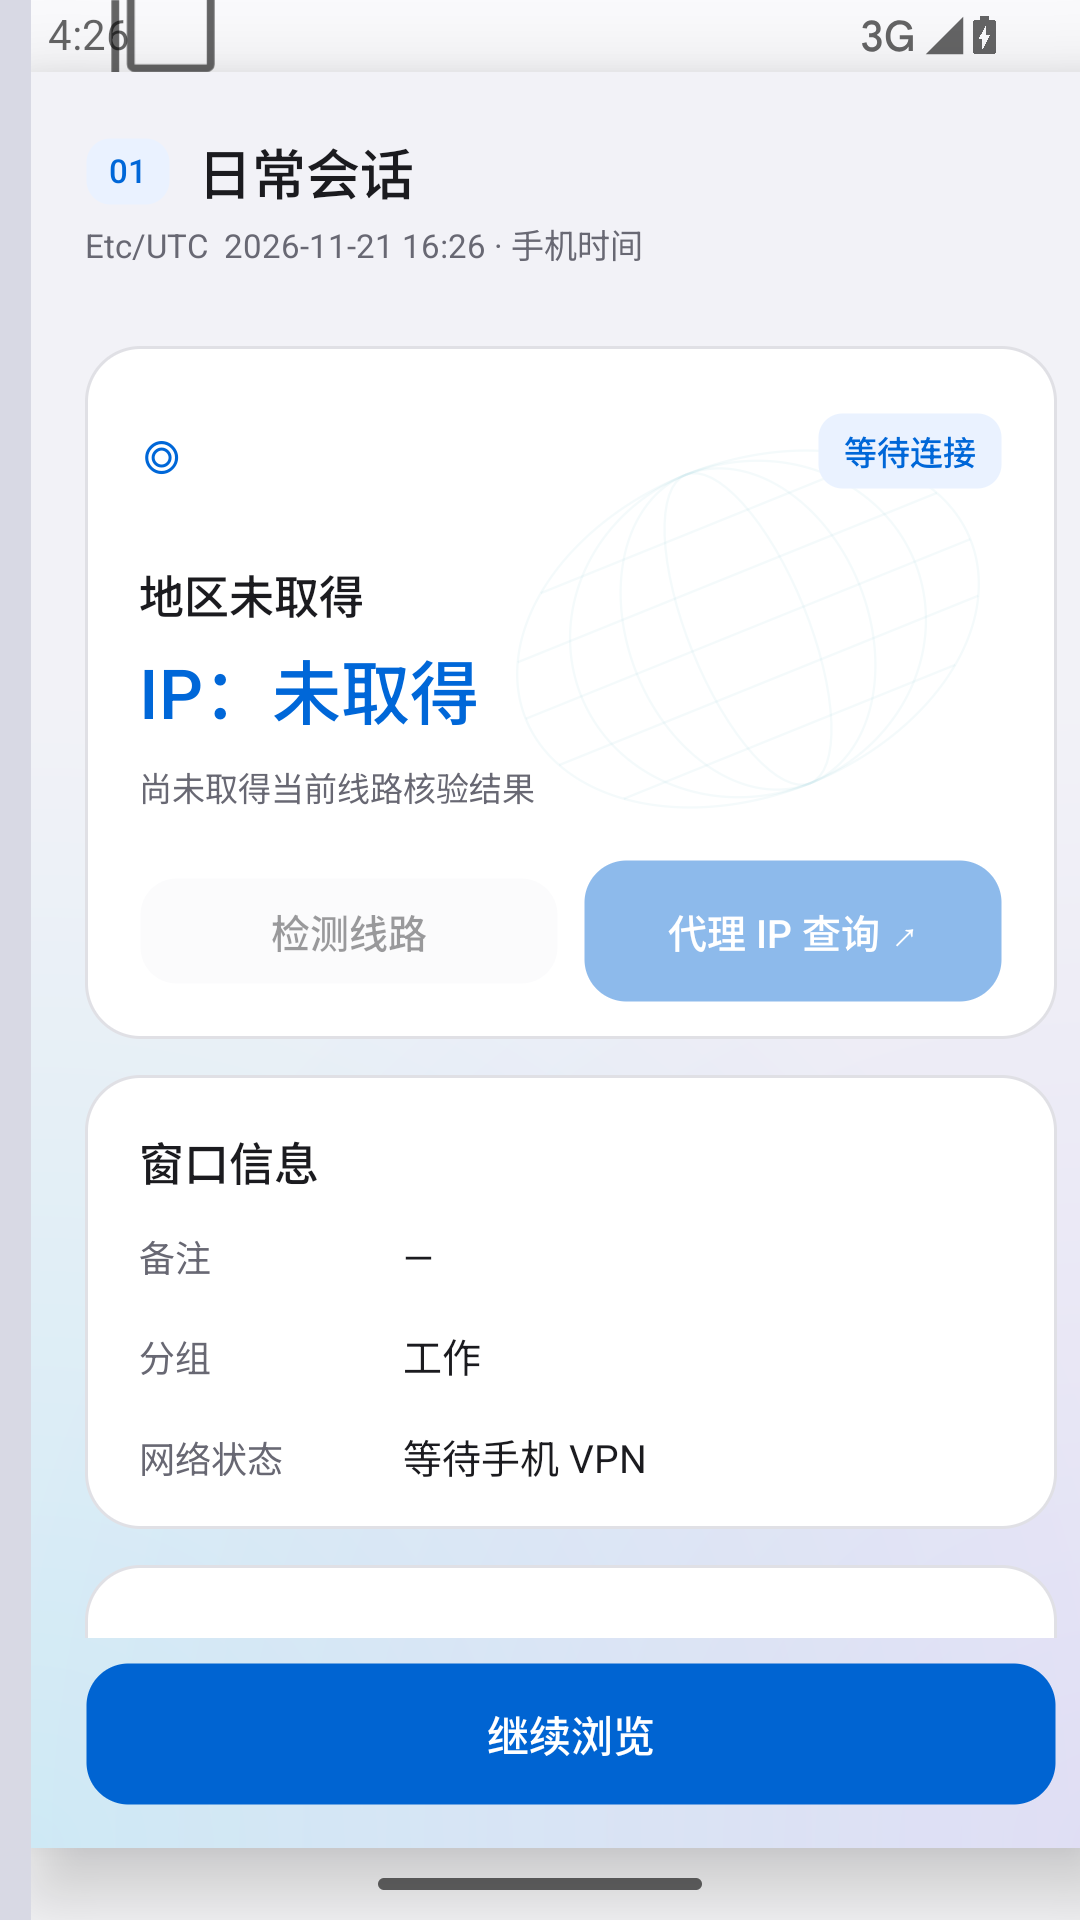 4:26
3G
01 日常会话
Etc/UTC 2026-11-21 16:26 · 手机时间
等待连接
地区未取得
IP：未取得
尚未取得当前线路核验结果
检测线路
代理 IP 查询 ↗
窗口信息
备注 —
分组 工作
网络状态 等待手机 VPN
继续浏览